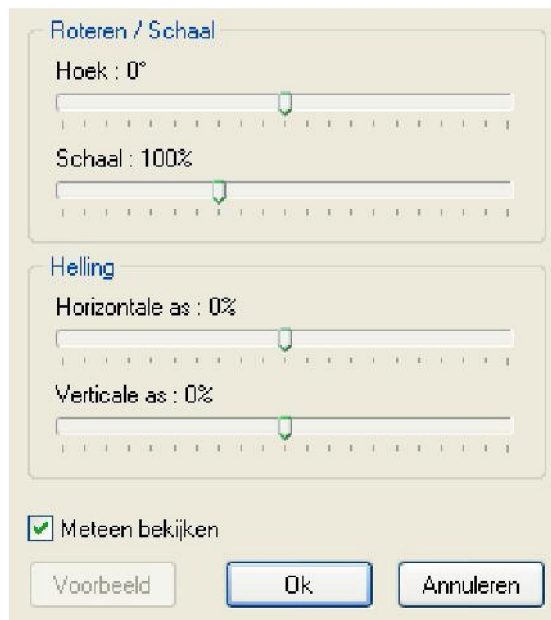 Roteren / Schaal
Hoek : 0°
Schaal : 100%
Helling
Horizontale as : 0%
Verticale as : 0%
Meteen bekijken
Voorbeeld
Ok
Annuleren